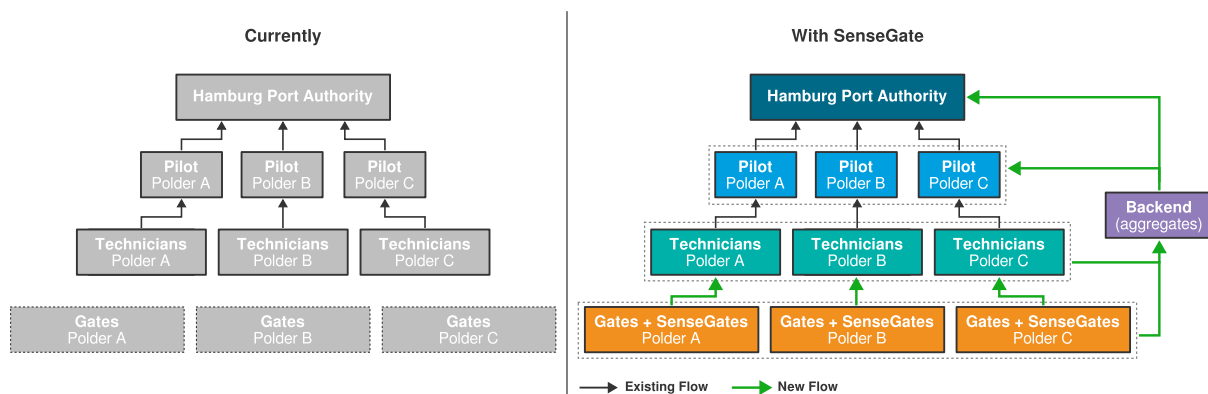 Currently
Hamburg Port Authority
Pilot
Polder A
Pilot
Polder B
Pilot
Polder C
Technicians
Polder A
Technicians
Polder B
Technicians
Polder C
Gates
Polder A
Gates
Polder B
Gates
Polder C
With SenseGate
Hamburg Port Authority
Pilot
Polder A
Pilot
Polder B
Pilot
Polder C
Backend
(aggregates)
Technicians
Polder A
Technicians
Polder B
Technicians
Polder C
Gates + SenseGates
Polder A
Gates + SenseGates
Polder B
Gates + SenseGates
Polder C
Existing Flow
New Flow